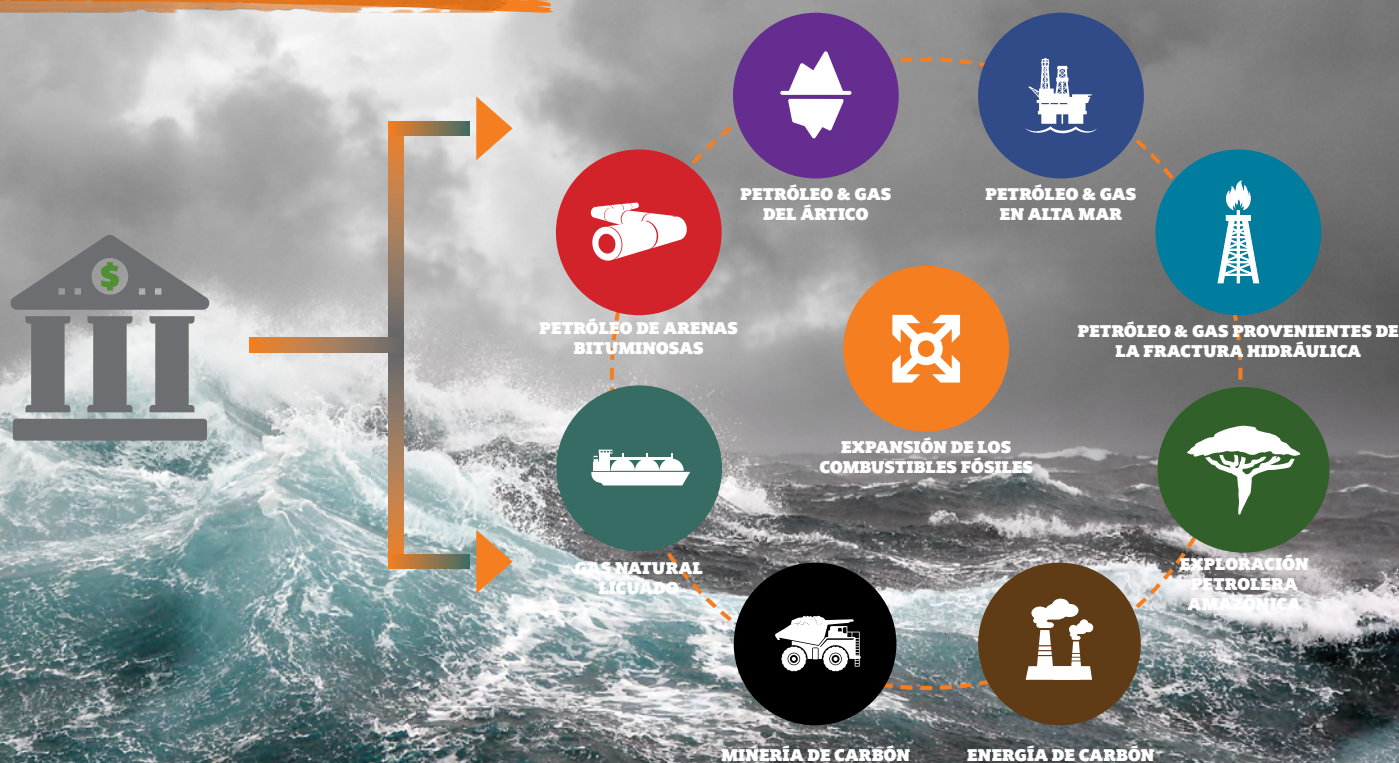 $
PETRÓLEO & GAS
DEL ÁRTICO
PETRÓLEO & GAS
EN ALTA MAR
PETRÓLEO DE ARENAS
BITUMINOSAS
PETRÓLEO & GAS PROVENIENTES DE
LA FRACTURA HIDRÁULICA
EXPANSIÓN DE LOS
COMBUSTIBLES FÓSILES
GAS NATURAL
LICUADO
EXPLORACIÓN
PETROLERA
AMAZÓNICA
MINERÍA DE CARBÓN
ENERGÍA DE CARBÓN